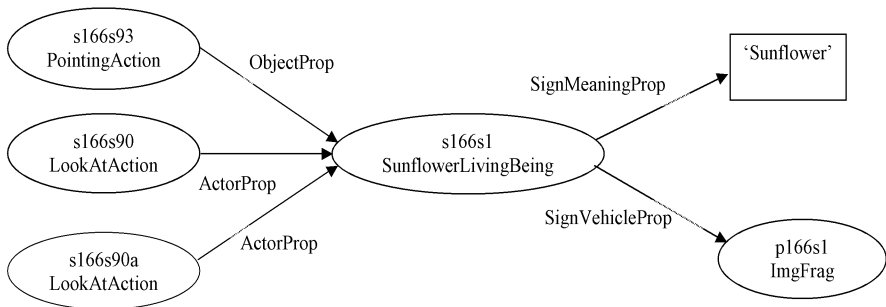 s166s93
PointingAction
ObjectProp
‘Sunflower’
SignMeaningProp
s166s90
LookAtAction
s166s1
SunflowerLivingBeing
ActorProp
SignVehicleProp
ActorProp
s166s90a
LookAtAction
p166s1
ImgFrag